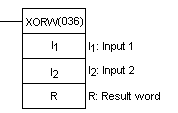 XORW(036)
I1 I1: Input 1
I2 I2: Input 2
R R: Result word